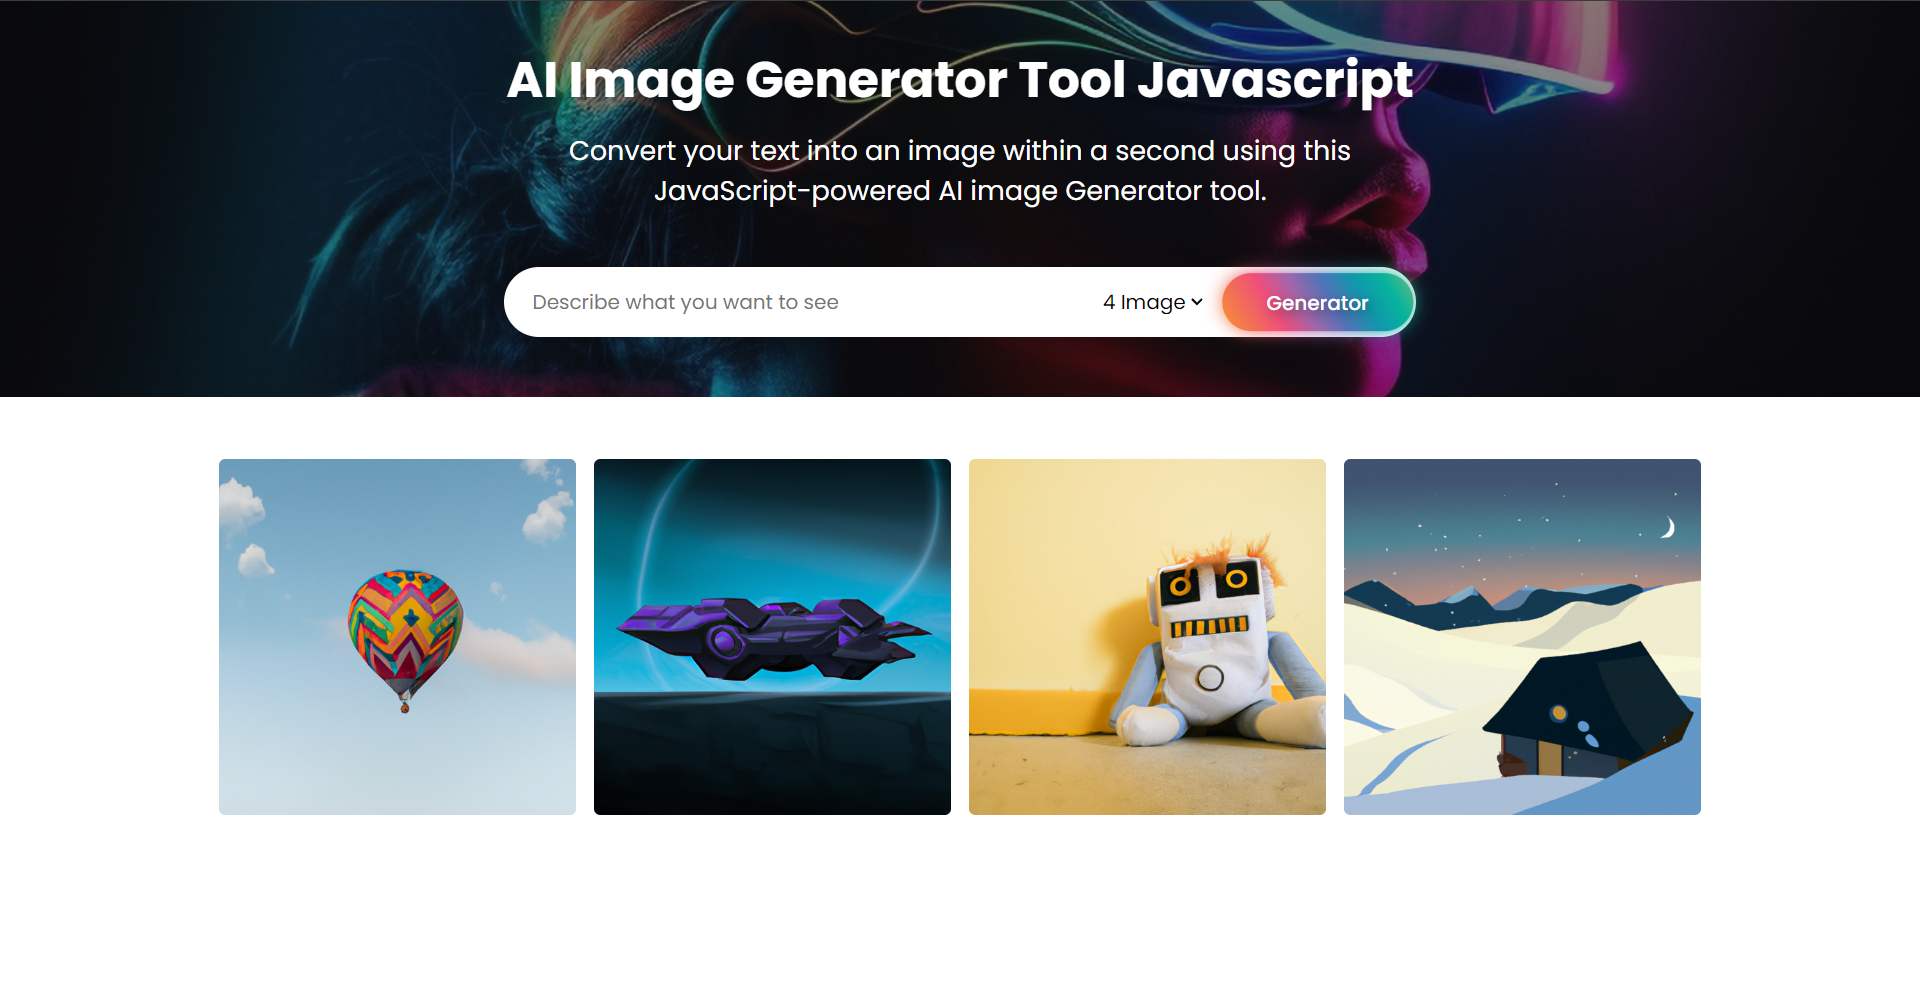 AI Image Generator Tool Javascript
Convert your text into an image within a second using this
JavaScript-powered AI image Generator tool.
Describe what you want to see
4 Image
Generator